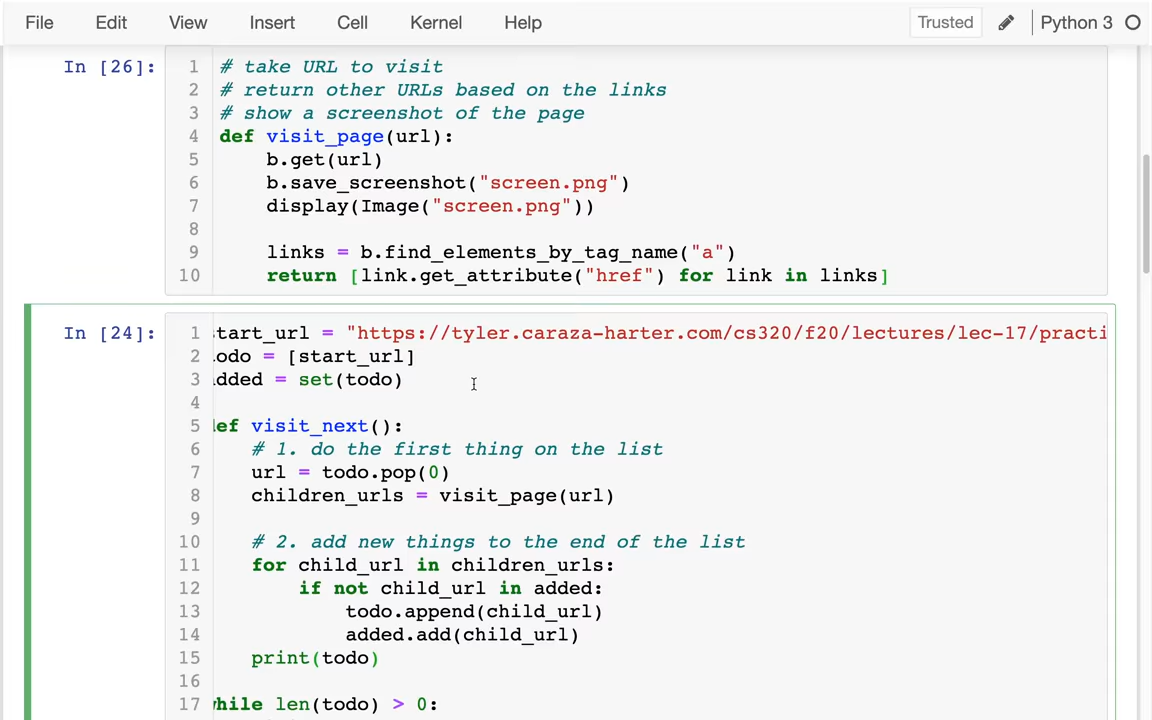 File Edit View Insert Cell Kernel Help Trusted Python 3
In [26]:
1 # take URL to visit
2 # return other URLs based on the links
3 # show a screenshot of the page
4 def visit_page(url):
5 b.get(url)
6 b.save_screenshot("screen.png")
7 display(Image("screen.png"))
8
9 links = b.find_elements_by_tag_name("a")
10 return [link.get_attribute("href") for link in links]
In [24]:
1 tart_url = "https://tyler.caraza-harter.com/cs320/f20/lectures/lec-17/practi
2 odo = [start_url]
3 dded = set(todo)
4
5 ef visit_next():
6 # 1. do the first thing on the list
7 url = todo.pop(0)
8 children_urls = visit_page(url)
9
10 # 2. add new things to the end of the list
11 for child_url in children_urls:
12 if not child_url in added:
13 todo.append(child_url)
14 added.add(child_url)
15 print(todo)
16
17 hile len(todo) > 0: